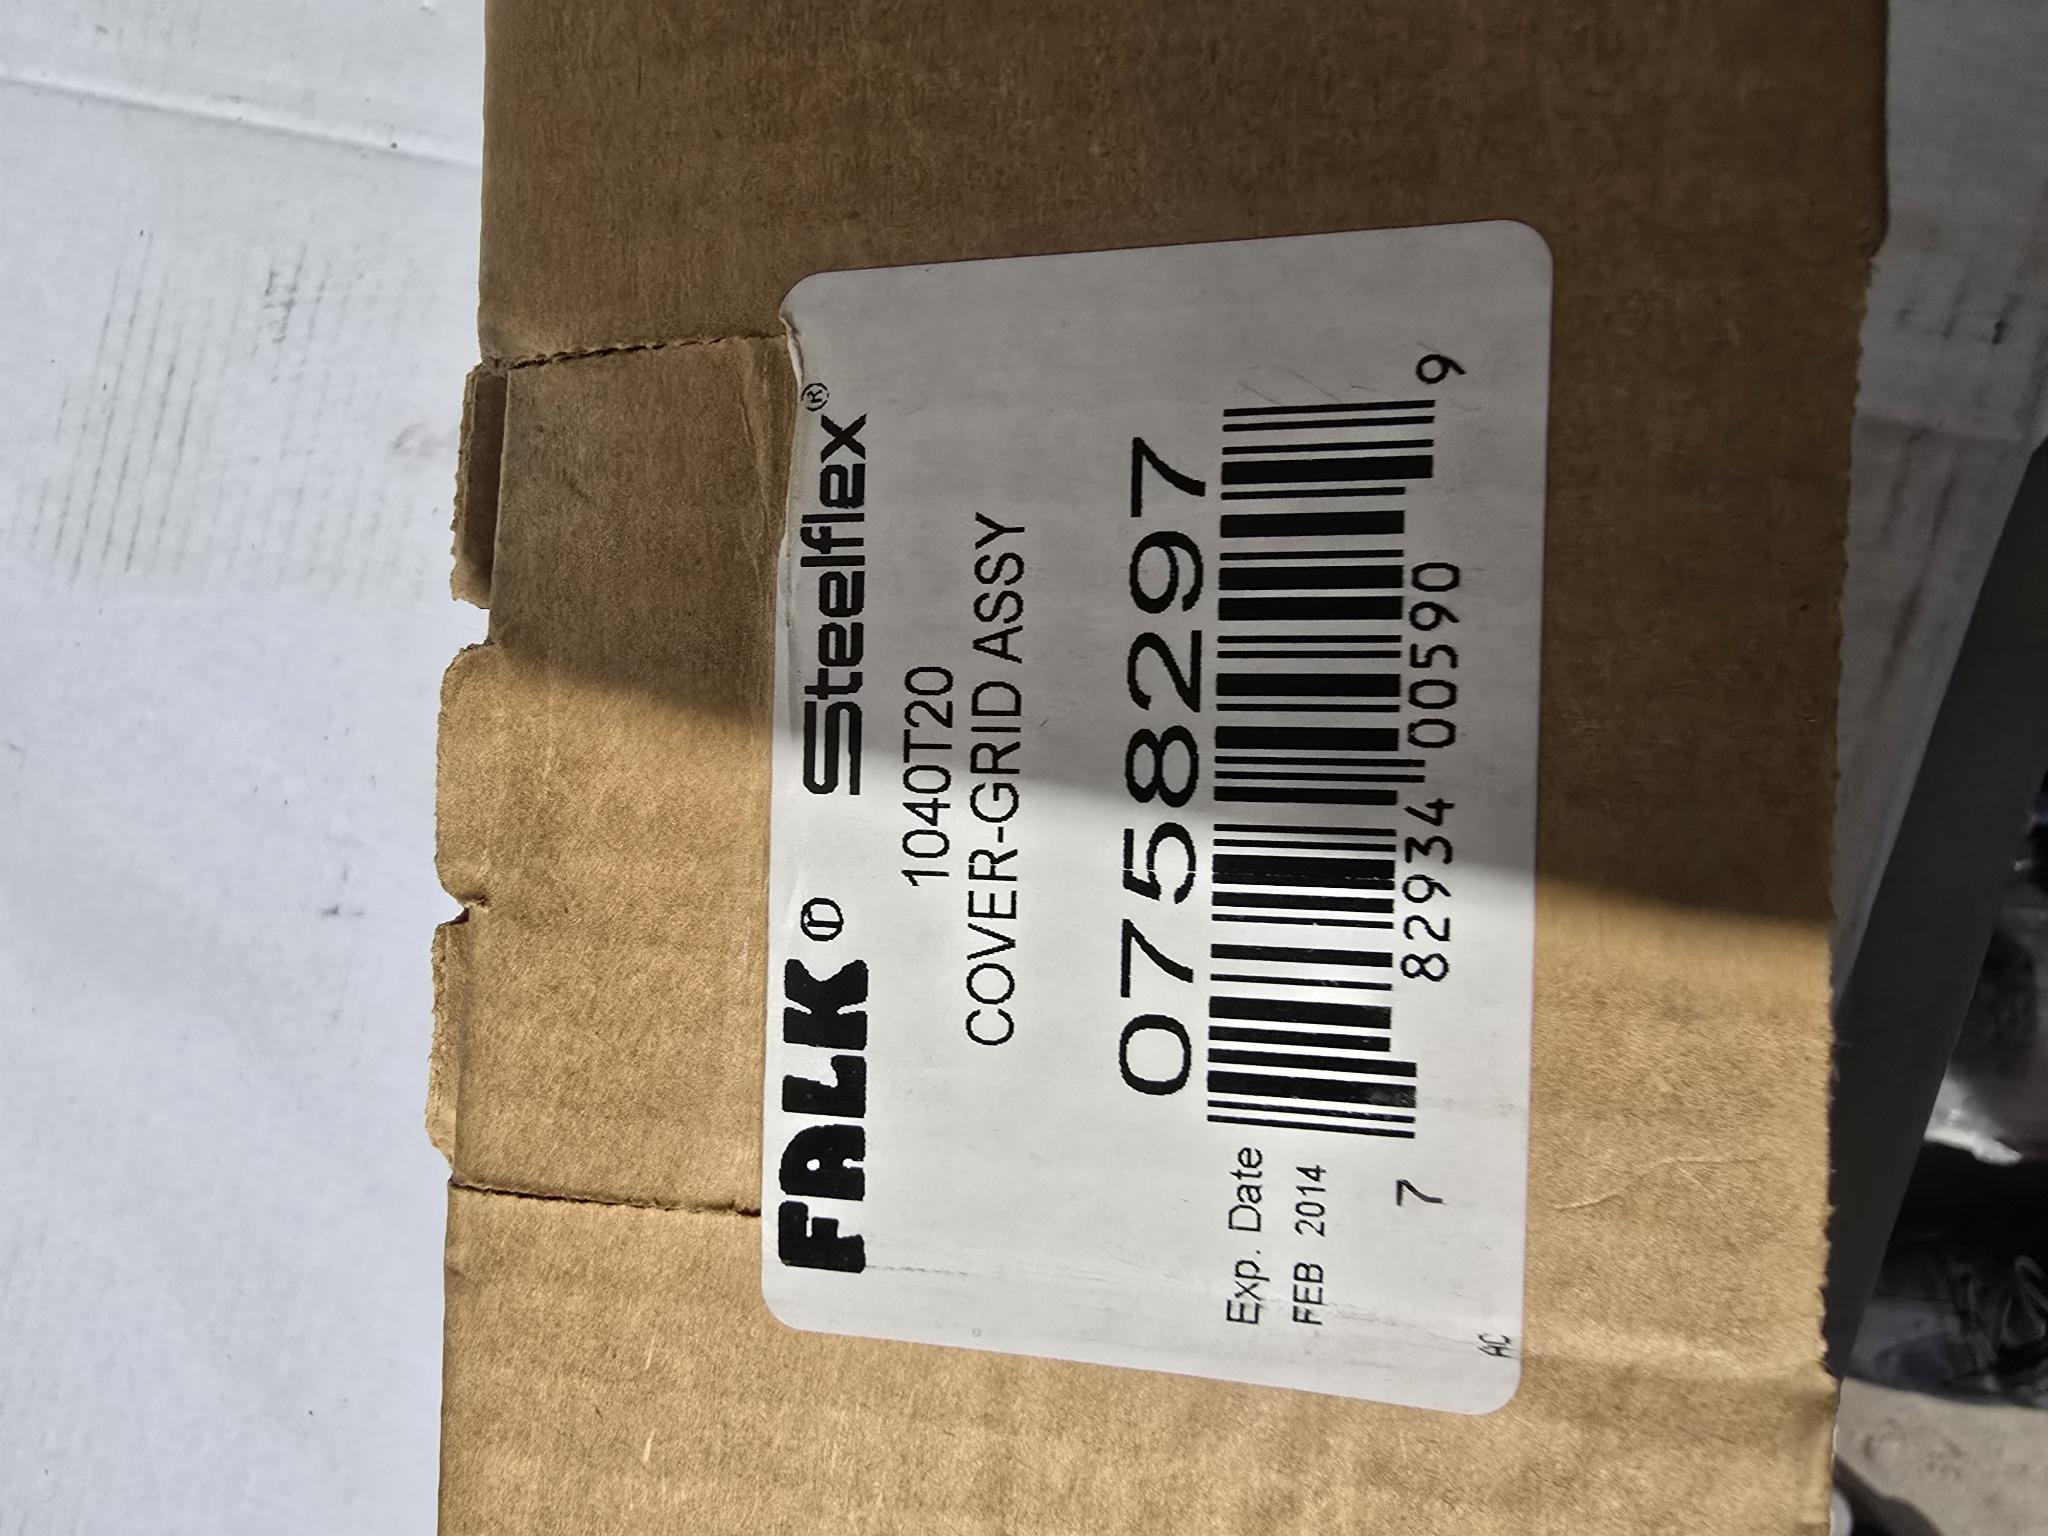 FALK ® Steelflex®
1040T20
COVER-GRID ASSY
0758297
Exp. Date
FEB 2014
7 82934 00590 9
AC